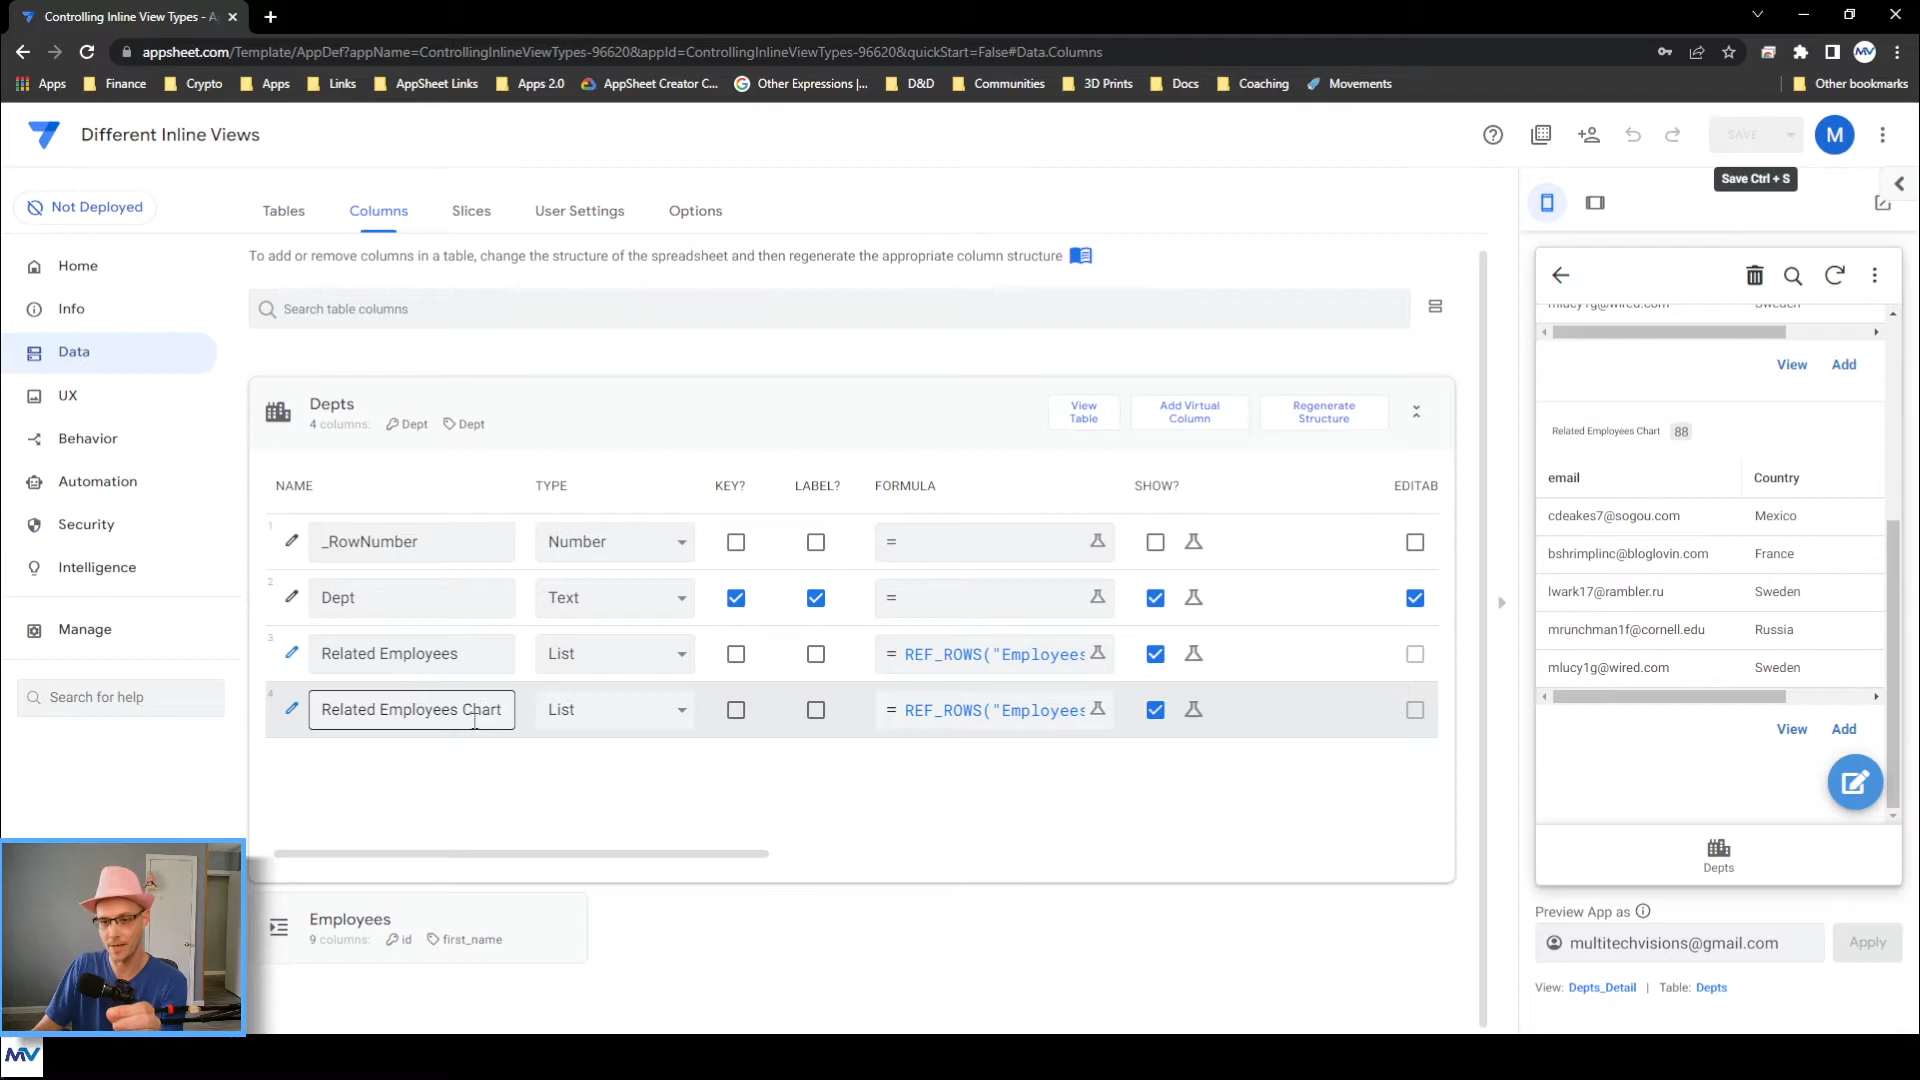 Controlling Inline View Types - A
appsheet.com/Template/AppDef?appName=ControllingInlineViewTypes-96620&appId=ControllingInlineViewTypes-96620&quickStart=False#Data.Columns
MV
Apps Finance Crypto Apps Links AppSheet Links Apps 2.0 AppSheet Creator C... Other Expressions |... D&D Communities 3D Prints Docs Coaching Movements Other bookmarks
Different Inline Views
SAVE
M
Save Ctrl + S
Not Deployed
Home
Info
Data
UX
Behavior
Automation
Security
Intelligence
Manage
Search for help
Tables Columns Slices User Settings Options
To add or remove columns in a table, change the structure of the spreadsheet and then regenerate the appropriate column structure
Search table columns
Depts
4 columns: Dept Dept
View Table
Add Virtual Column
Regenerate Structure
NAME TYPE KEY? LABEL? FORMULA SHOW? EDITAB
1 _RowNumber Number =
2 Dept Text =
3 Related Employees List = REF_ROWS("Employees
4 Related Employees Chart List = REF_ROWS("Employees
Employees
9 columns: id first_name
mlucy1g@wired.com Sweden
View Add
Related Employees Chart 88
email Country
cdeakes7@sogou.com Mexico
bshrimplinc@bloglovin.com France
lwark17@rambler.ru Sweden
mrunchman1f@cornell.edu Russia
mlucy1g@wired.com Sweden
View Add
Depts
Preview App as
multitechvisions@gmail.com Apply
View: Depts_Detail | Table: Depts
MV